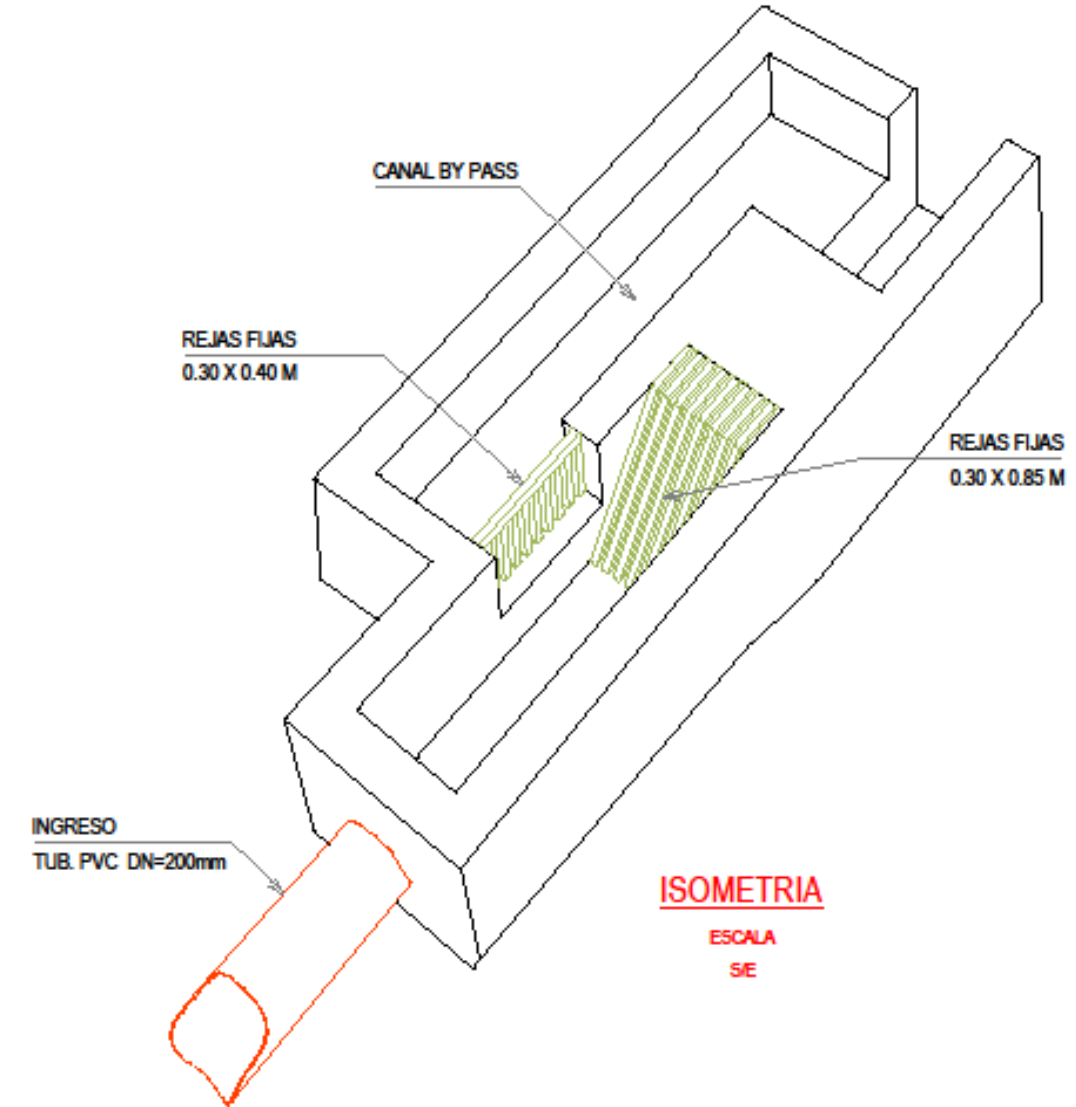 CANAL BY PASS
REJAS FIJAS
0.30 X 0.40 M
REJAS FIJAS
0.30 X 0.85 M
INGRESO
TUB. PVC DN=200mm
ISOMETRIA
ESCALA
S/E